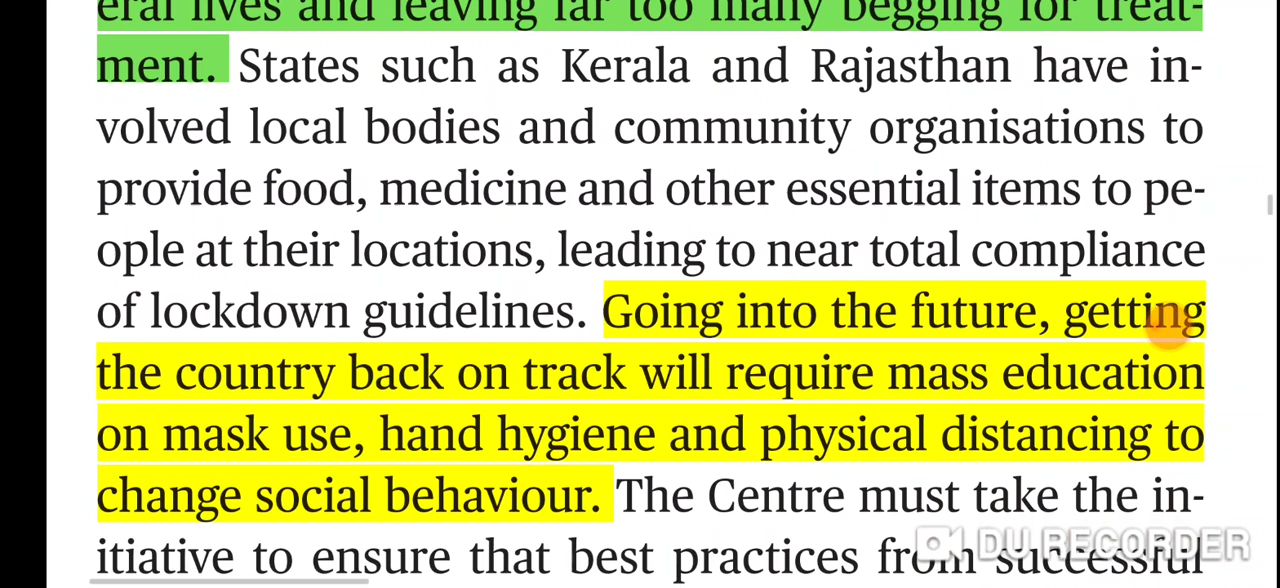 eral lives and leaving far too many begging for treat-
ment. States such as Kerala and Rajasthan have in-
volved local bodies and community organisations to
provide food, medicine and other essential items to pe-
ople at their locations, leading to near total compliance
of lockdown guidelines. Going into the future, getting
the country back on track will require mass education
on mask use, hand hygiene and physical distancing to
change social behaviour. The Centre must take the in-
itiative to ensure that best practices from successful
DU RECORDER